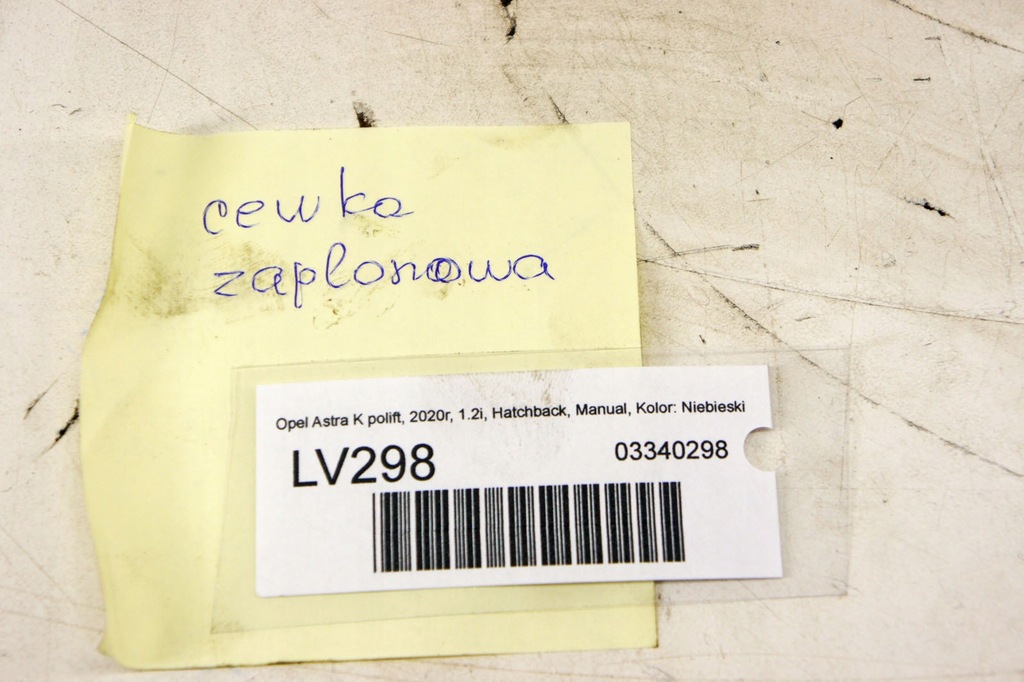 cewka
zaplonowa
Opel Astra K polift, 2020r, 1.2i, Hatchback, Manual, Kolor: Niebieski
LV298
03340298